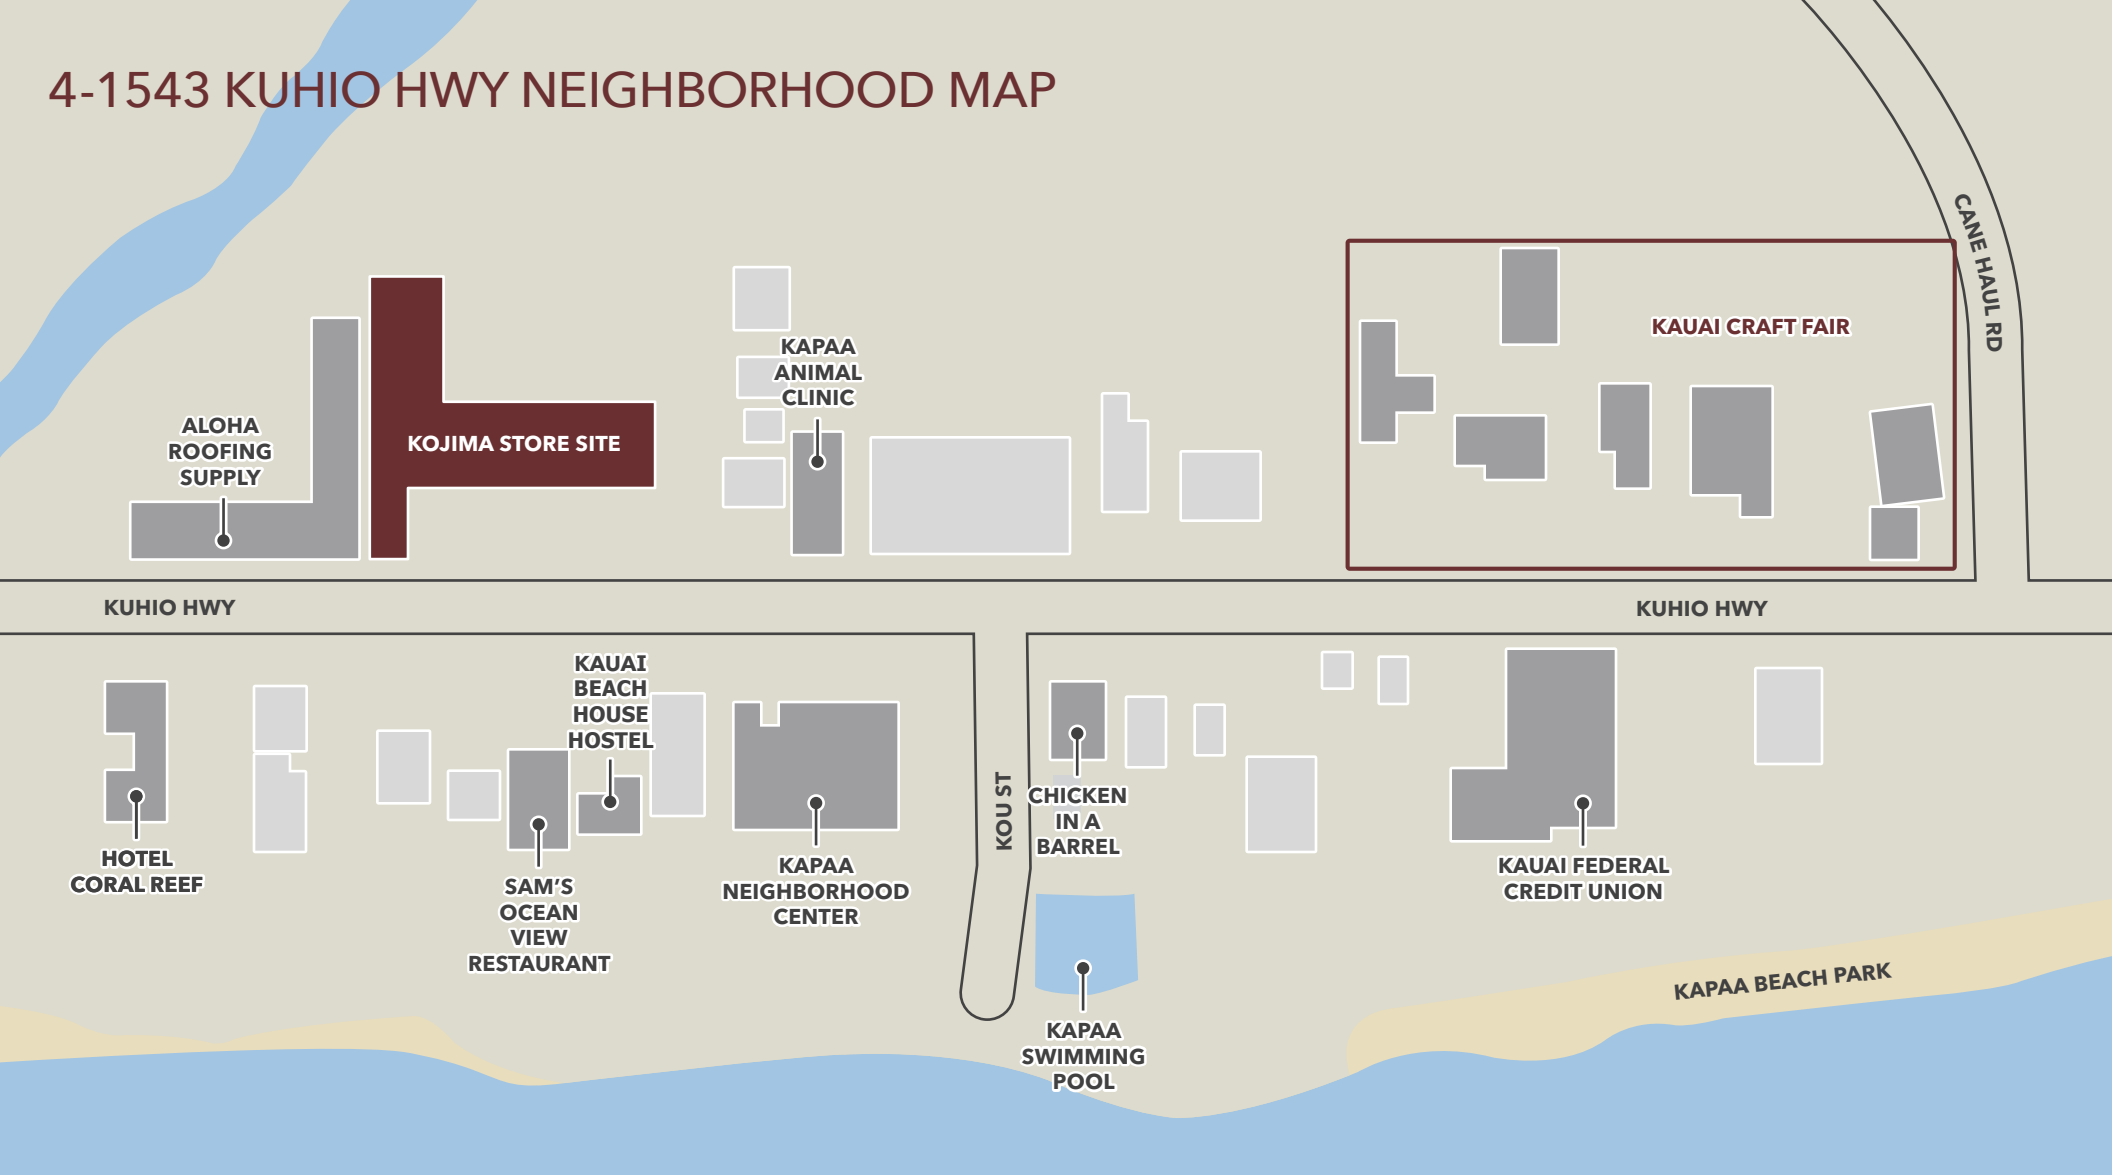 4-1543 KUHIO HWY NEIGHBORHOOD MAP
CANE HAUL RD
KAUAI CRAFT FAIR
KAPAA
ANIMAL
CLINIC
ALOHA
ROOFING
SUPPLY
KOJIMA STORE SITE
KUHIO HWY
KUHIO HWY
KAUAI
BEACH
HOUSE
HOSTEL
KOU ST
CHICKEN
IN A
BARREL
HOTEL
CORAL REEF
SAM'S
OCEAN
VIEW
RESTAURANT
KAPAA
NEIGHBORHOOD
CENTER
KAUAI FEDERAL
CREDIT UNION
KAPAA BEACH PARK
KAPAA
SWIMMING
POOL